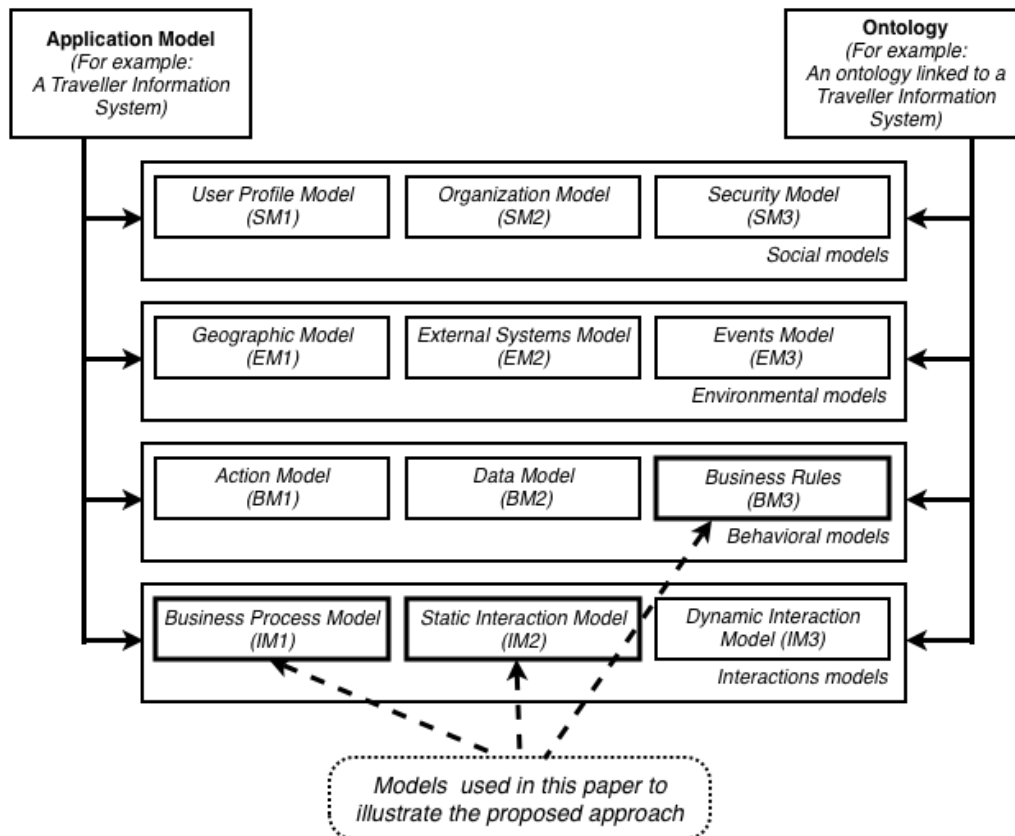 Application Model
(For example:
A Traveller Information
System)
Ontology
(For example:
An ontology linked to a
Traveller Information
System)
User Profile Model
(SM1)
Organization Model
(SM2)
Security Model
(SM3)
Social models
Geographic Model
(EM1)
External Systems Model
(EM2)
Events Model
(EM3)
Environmental models
Action Model
(BM1)
Data Model
(BM2)
Business Rules
(BM3)
Behavioral models
Business Process Model
(IM1)
Static Interaction Model
(IM2)
Dynamic Interaction
Model (IM3)
Interactions models
Models used in this paper to
illustrate the proposed approach